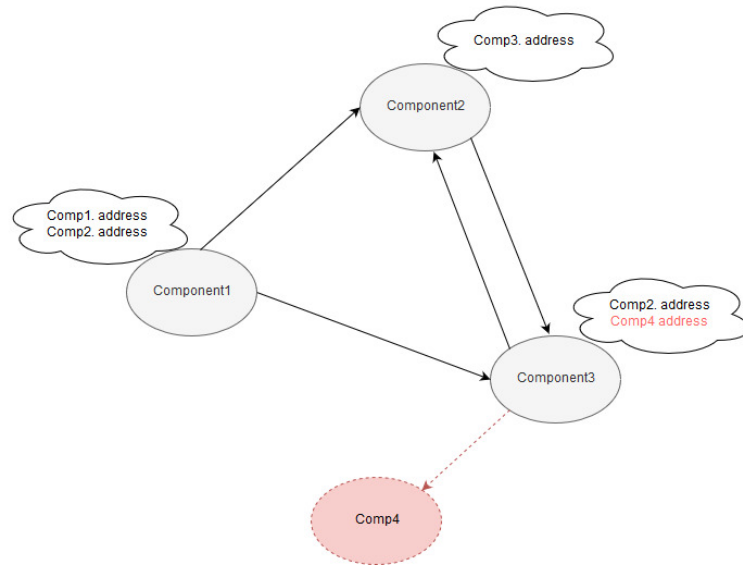 Comp3. address
Component2
Comp1. address
Comp2. address
Component1
Comp2. address
Comp4 address
Component3
Comp4